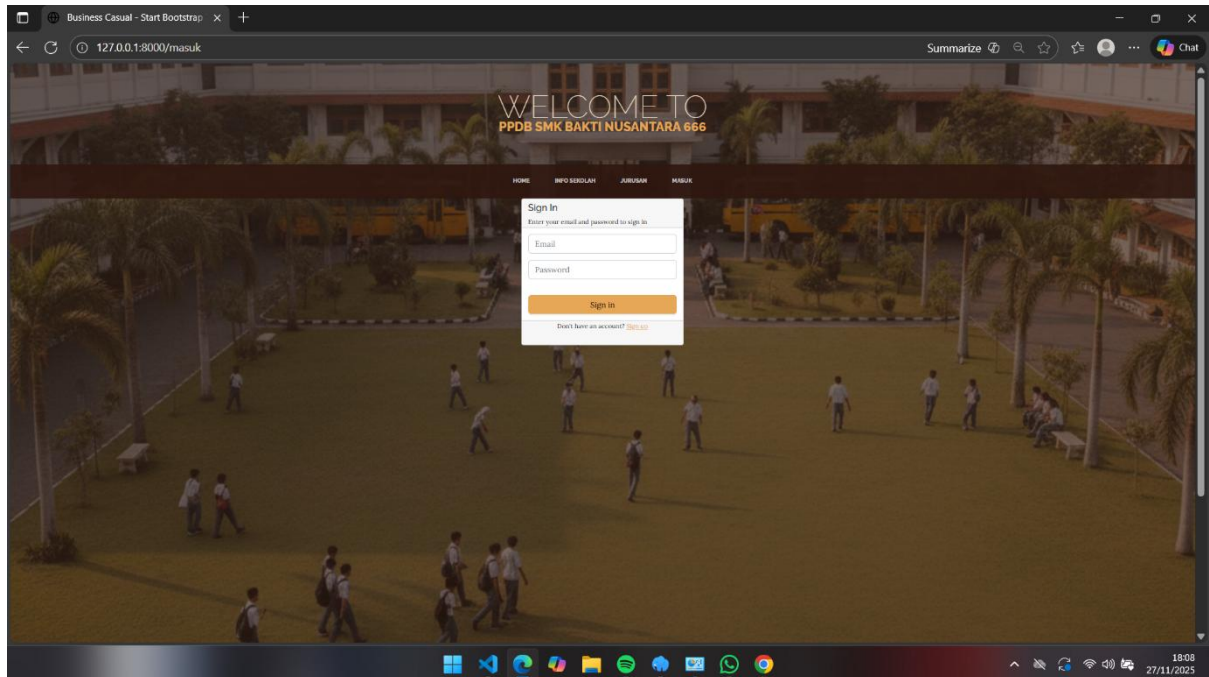 Business Casual - Start Bootstrap
127.0.0.1:8000/masuk
Summarize
Chat
WELCOME TO
PPDB SMK BAKTI NUSANTARA 666
HOME INFO SEKOLAH JURUSAN MASUK
Sign In
Enter your email and password to sign in
Email
Password
Sign in
Don't have an account? Sign up
18:08
27/11/2025